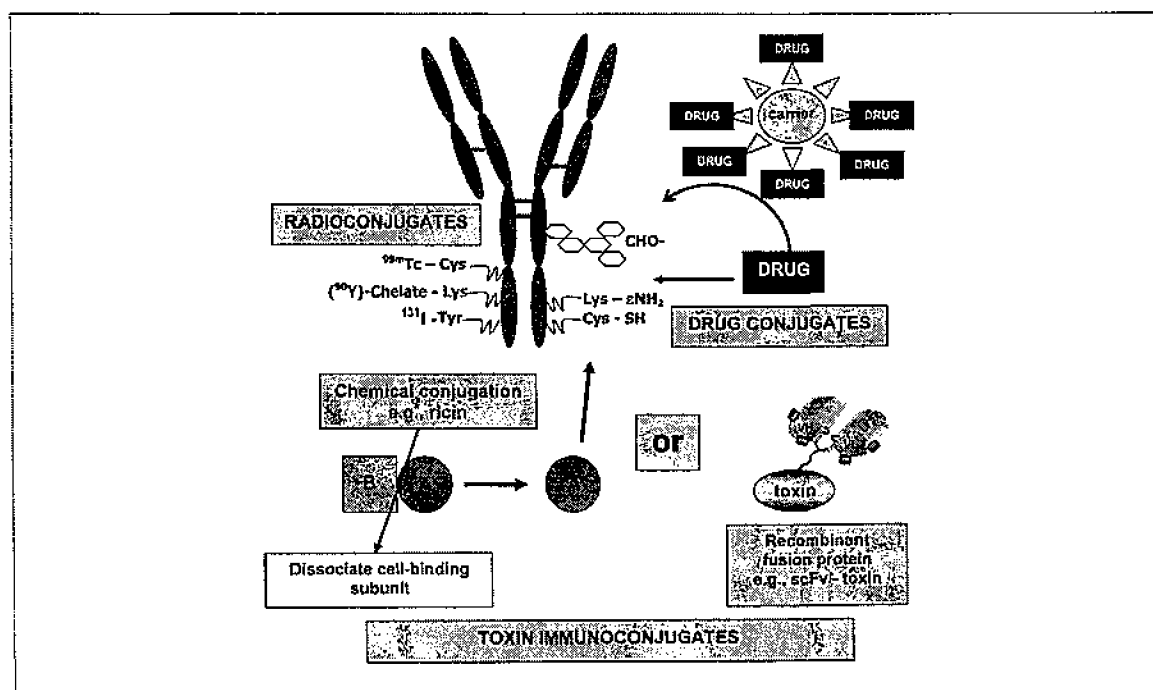 DRUG
DRUG
carrier
DRUG
DRUG
DRUG
DRUG
RADIOCONJUGATES
CHO-
⁹⁹ᵐTc – Cys
DRUG
(⁹⁰Y)-Chelate - Lys
Lys – εNH₂
¹³¹I -Tyr
Cys - SH
DRUG CONJUGATES
Chemical conjugation
e.g., ricin
or
B
toxin
Dissociate cell-binding
subunit
Recombinant
fusion protein
e.g., scFv- toxin
TOXIN IMMUNOCONJUGATES